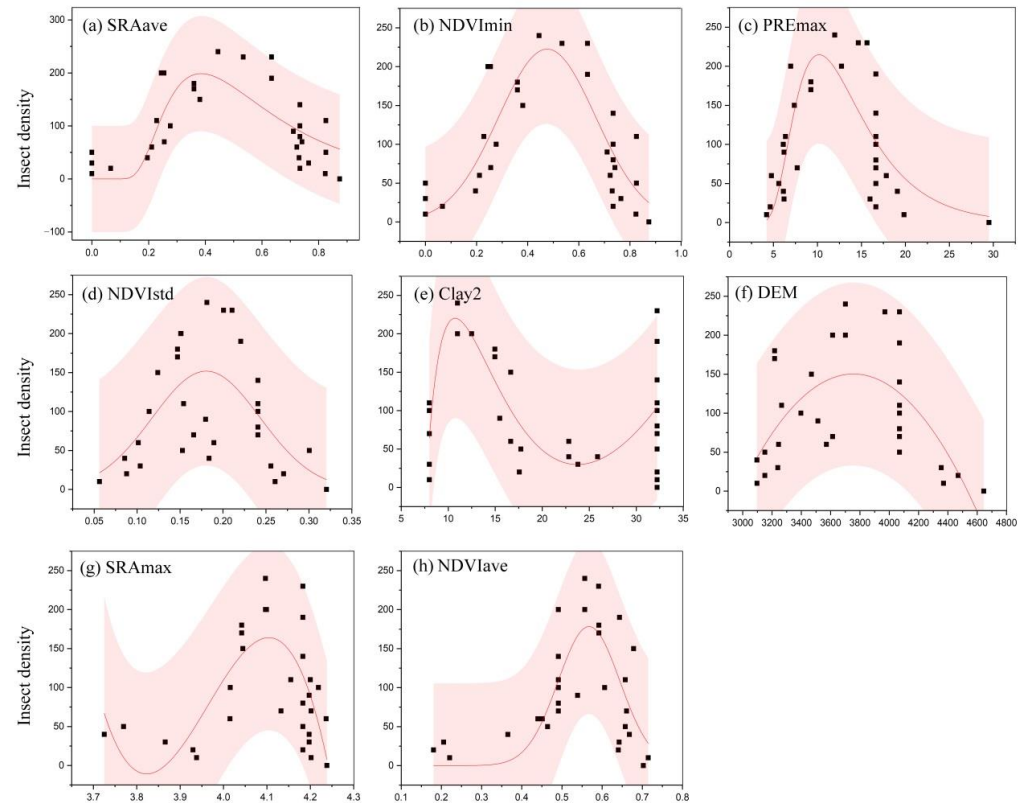 (a) SRAave
300
250
200
150
100
50
0
−50
−100
0.0 0.2 0.4 0.6 0.8
Insect density
(b) NDVImin
250
200
150
100
50
0
0.0 0.2 0.4 0.6 0.8 1.0
(c) PREmax
250
200
150
100
50
0
5 10 15 20 25 30
(d) NDVIstd
250
200
150
100
50
0
0.05 0.10 0.15 0.20 0.25 0.30 0.35
Insect density
(e) Clay2
250
200
150
100
50
0
5 10 15 20 25 30 35
(f) DEM
250
200
150
100
50
0
3000 3200 3400 3600 3800 4000 4200 4400 4600 4800
(g) SRAmax
250
200
150
100
50
0
3.7 3.8 3.9 4.0 4.1 4.2 4.3
Insect density
(h) NDVIave
250
200
150
100
50
0
0.1 0.2 0.3 0.4 0.5 0.6 0.7 0.8